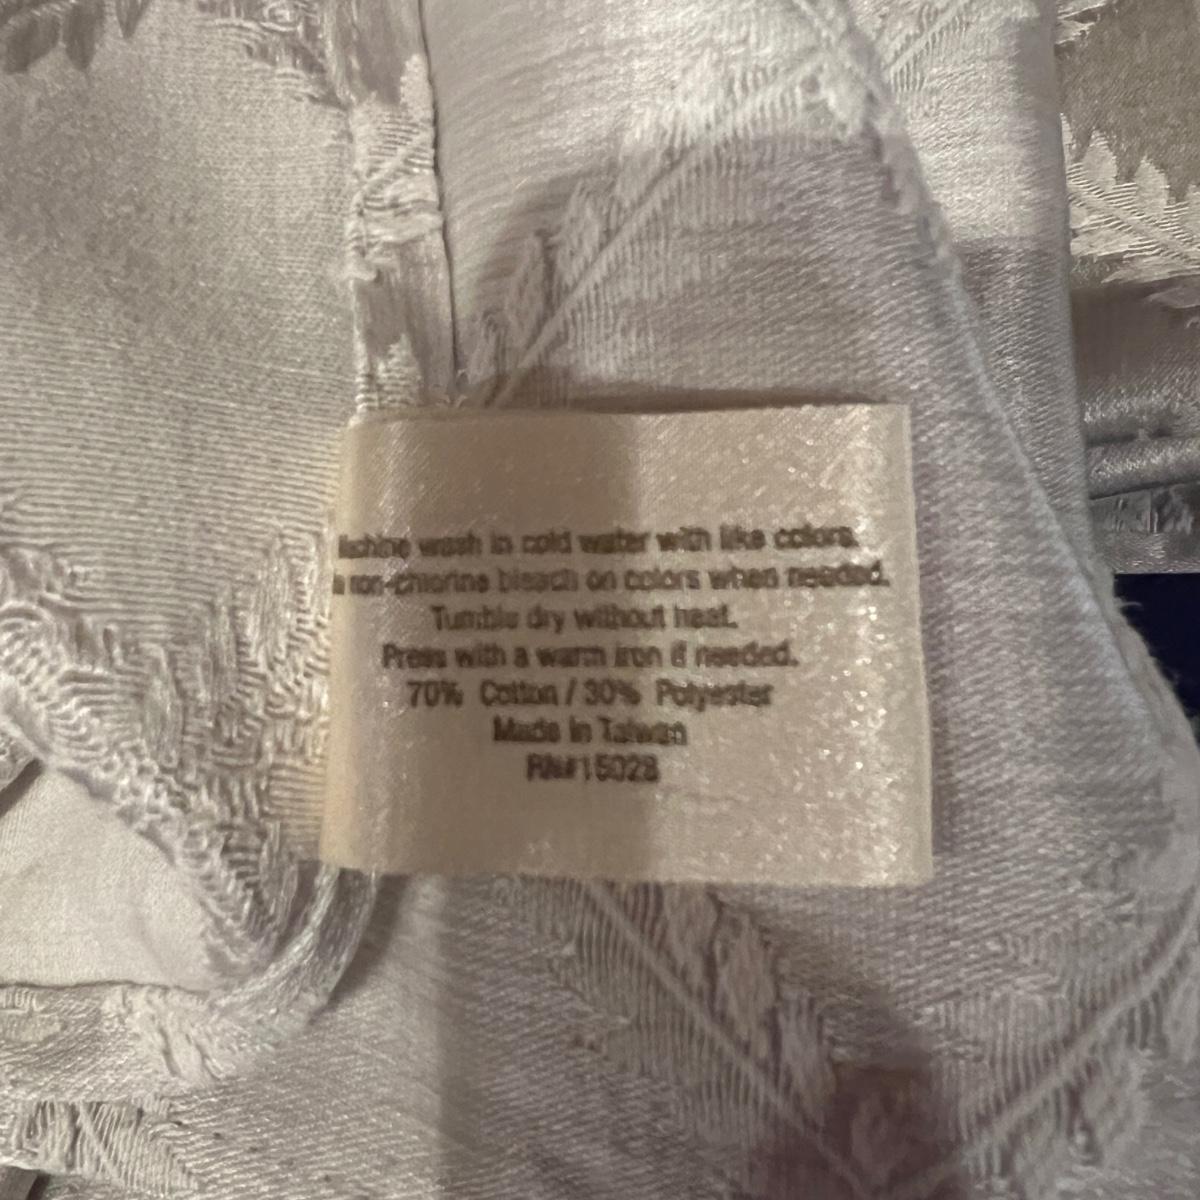 achine wash in cold water with like colors.
non-chlorine bleach on colors when needed.
Tumble dry without heat.
Press with a warm iron if needed.
70% Cotton / 30% Polyester
Made in Taiwan
RN#15028